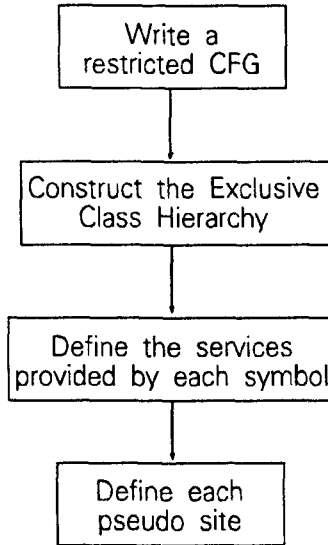 Write a
restricted CFG
Construct the Exclusive
Class Hierarchy
Define the services
provided by each symbol
Define each
pseudo site